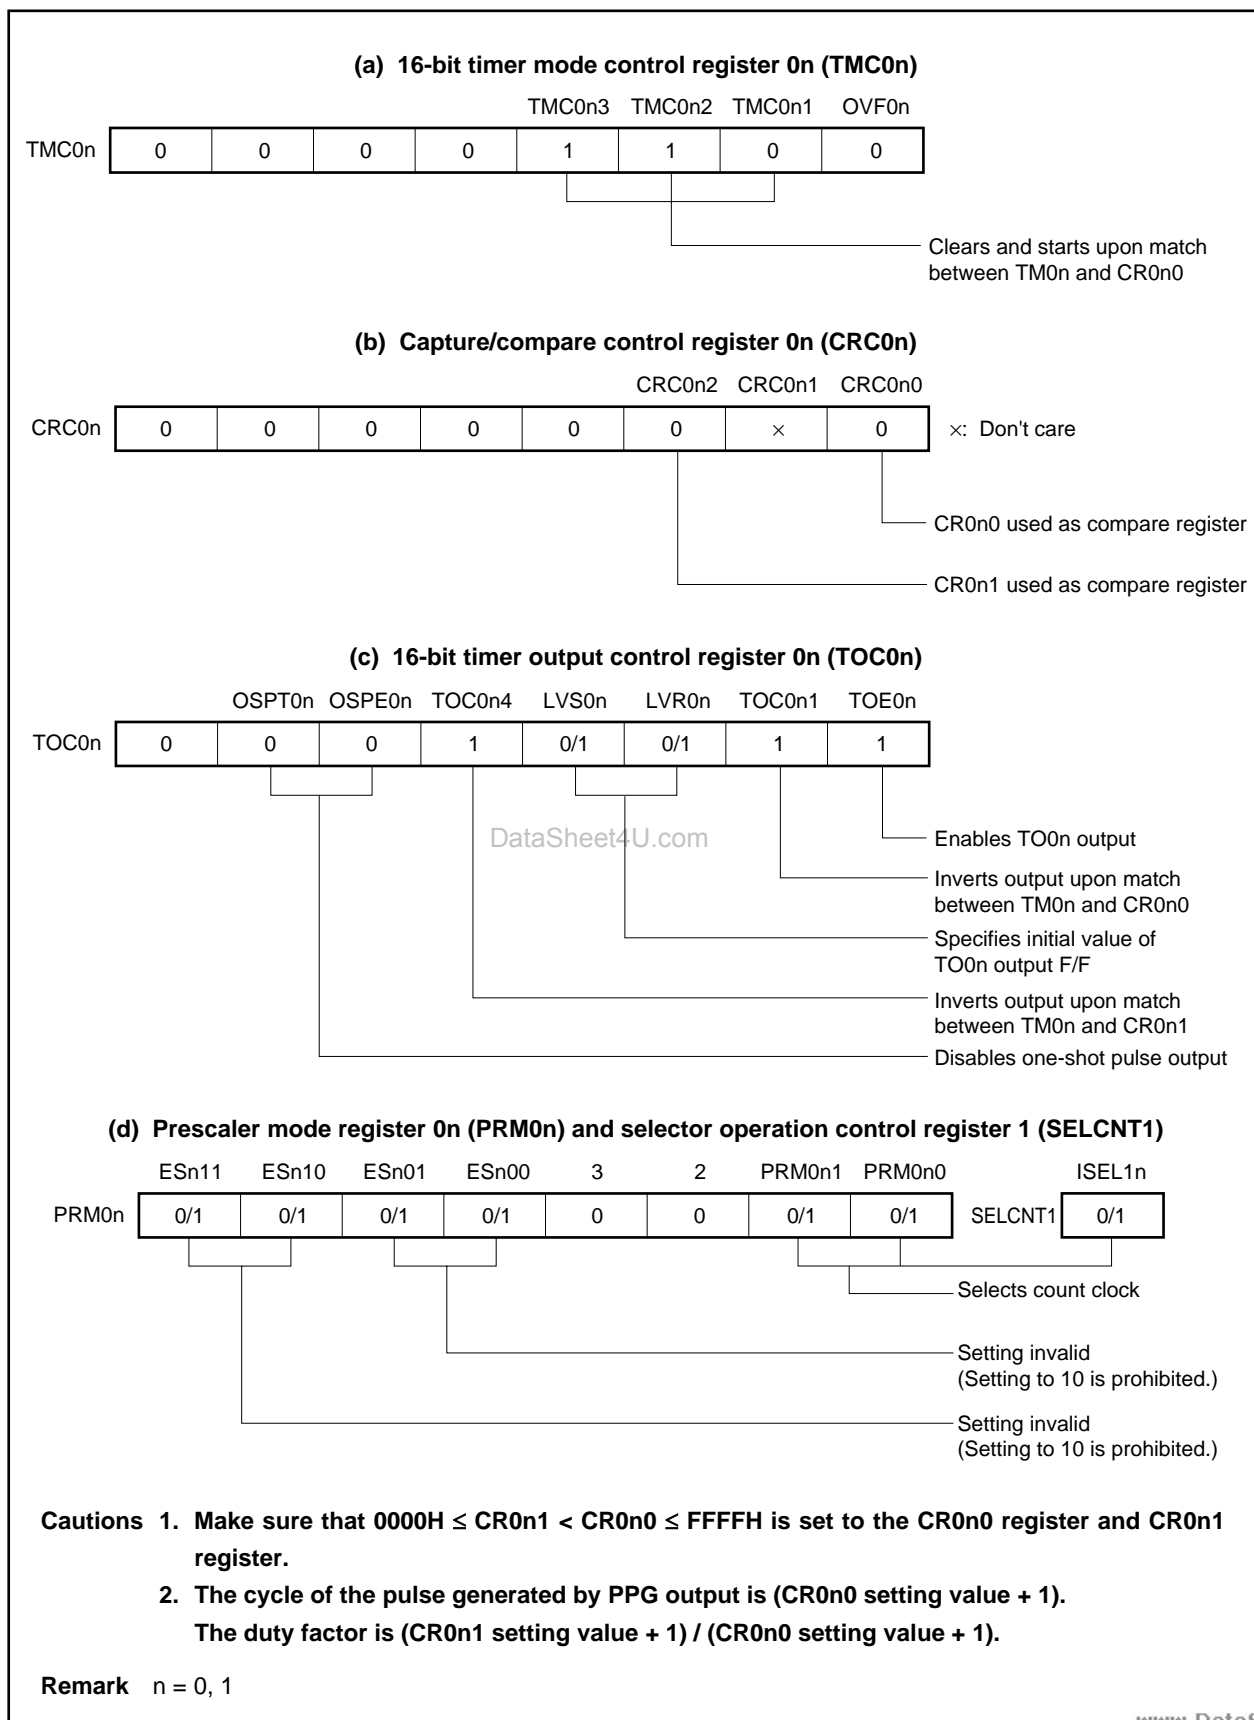 (a) 16-bit timer mode control register 0n (TMC0n)
TMC0n3 TMC0n2 TMC0n1 OVF0n
TMC0n 0 0 0 0 1 1 0 0
Clears and starts upon match
between TM0n and CR0n0
(b) Capture/compare control register 0n (CRC0n)
CRC0n2 CRC0n1 CRC0n0
CRC0n 0 0 0 0 0 0 × 0 ×: Don't care
CR0n0 used as compare register
CR0n1 used as compare register
(c) 16-bit timer output control register 0n (TOC0n)
OSPT0n OSPE0n TOC0n4 LVS0n LVR0n TOC0n1 TOE0n
TOC0n 0 0 0 1 0/1 0/1 1 1
DataSheet4U.com
Enables TO0n output
Inverts output upon match
between TM0n and CR0n0
Specifies initial value of
TO0n output F/F
Inverts output upon match
between TM0n and CR0n1
Disables one-shot pulse output
(d) Prescaler mode register 0n (PRM0n) and selector operation control register 1 (SELCNT1)
ESn11 ESn10 ESn01 ESn00 3 2 PRM0n1 PRM0n0 ISEL1n
PRM0n 0/1 0/1 0/1 0/1 0 0 0/1 0/1 SELCNT1 0/1
Selects count clock
Setting invalid
(Setting to 10 is prohibited.)
Setting invalid
(Setting to 10 is prohibited.)
Cautions 1. Make sure that 0000H ≤ CR0n1 < CR0n0 ≤ FFFFH is set to the CR0n0 register and CR0n1
register.
2. The cycle of the pulse generated by PPG output is (CR0n0 setting value + 1).
The duty factor is (CR0n1 setting value + 1) / (CR0n0 setting value + 1).
Remark n = 0, 1